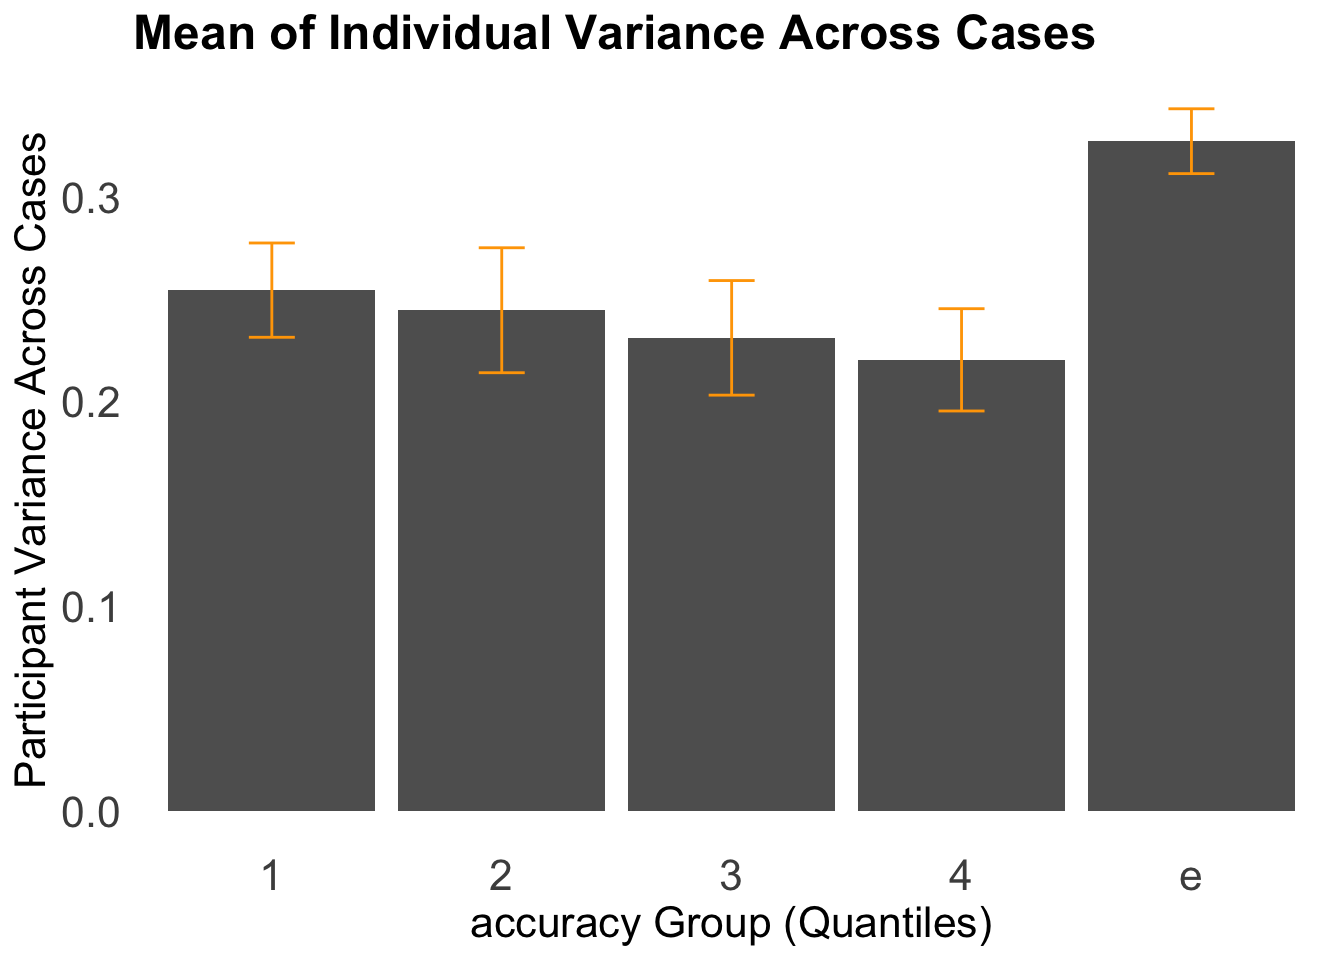 Mean of Individual Variance Across Cases
Participant Variance Across Cases
0.3
0.2
0.1
0.0
1 2 3 4 e
accuracy Group (Quantiles)